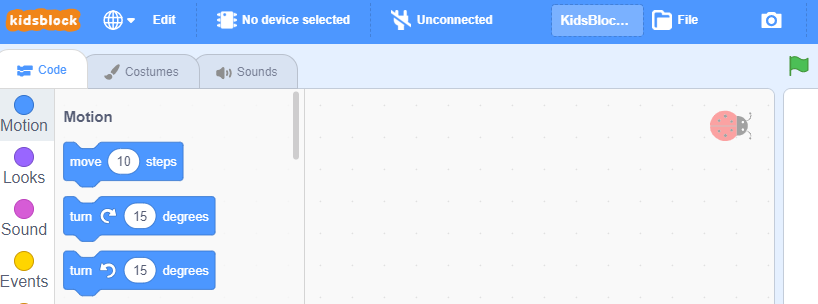 kidsblock Edit No device selected Unconnected KidsBloc... File
Code Costumes Sounds
Motion
Looks
Sound
Events
Motion
move 10 steps
turn 15 degrees
turn 15 degrees